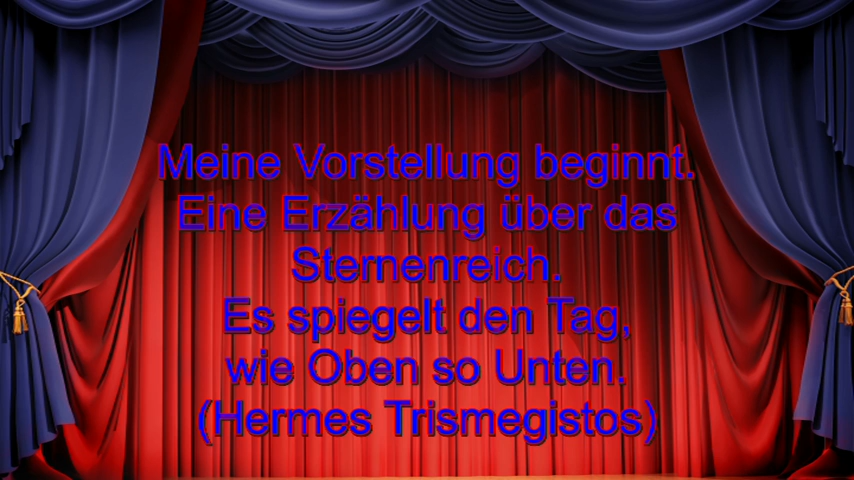 Meine Vorstellung beginnt.
Eine Erzählung über das
Sternenreich.
Es spiegelt den Tag,
wie Oben so Unten.
(Hermes Trismegistos)